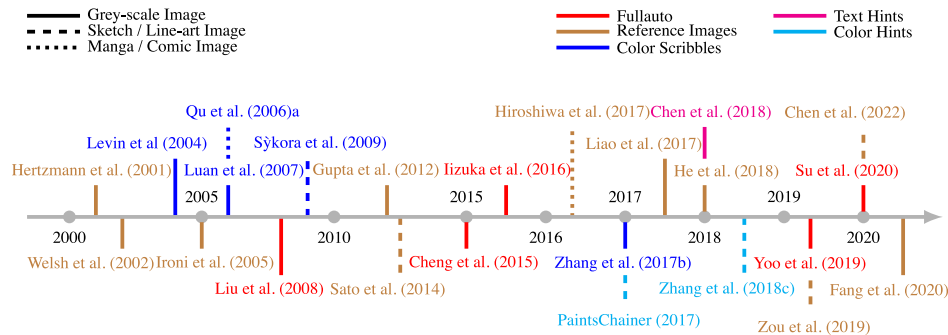 Grey-scale Image
Sketch / Line-art Image
Manga / Comic Image
Fullauto
Reference Images
Color Scribbles
Text Hints
Color Hints
Qu et al. (2006)a
Hiroshiwa et al. (2017)
Chen et al. (2018)
Chen et al. (2022)
Levin et al (2004)
Sỳkora et al. (2009)
Liao et al. (2017)
Hertzmann et al. (2001)
Luan et al. (2007)
Gupta et al. (2012)
Iizuka et al. (2016)
He et al. (2018)
Su et al. (2020)
2005
2015
2017
2019
2000
2010
2016
2018
2020
Welsh et al. (2002)
Ironi et al. (2005)
Cheng et al. (2015)
Zhang et al. (2017b)
Yoo et al. (2019)
Liu et al. (2008)
Sato et al. (2014)
Zhang et al. (2018c)
Fang et al. (2020)
PaintsChainer (2017)
Zou et al. (2019)